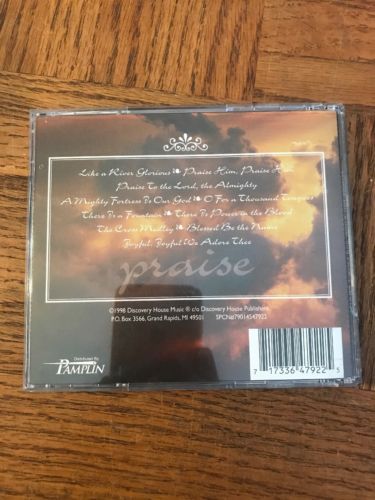 Like a River Glorious ❧ Praise Him, Praise Him
Praise To the Lord, the Almighty
A Mighty Fortress Is Our God ❧ O For a Thousand Tongues
There Is a Fountain ❧ There Is Power in the Blood
The Cross Medley ❧ Blessed Be the Name
Joyful, Joyful We Adore Thee
praise
©1998 Discovery House Music ® c/o Discovery House Publishers
P.O. Box 3566, Grand Rapids, MI 49501
Distributed By
PAMPLIN
7 17336 47922 5